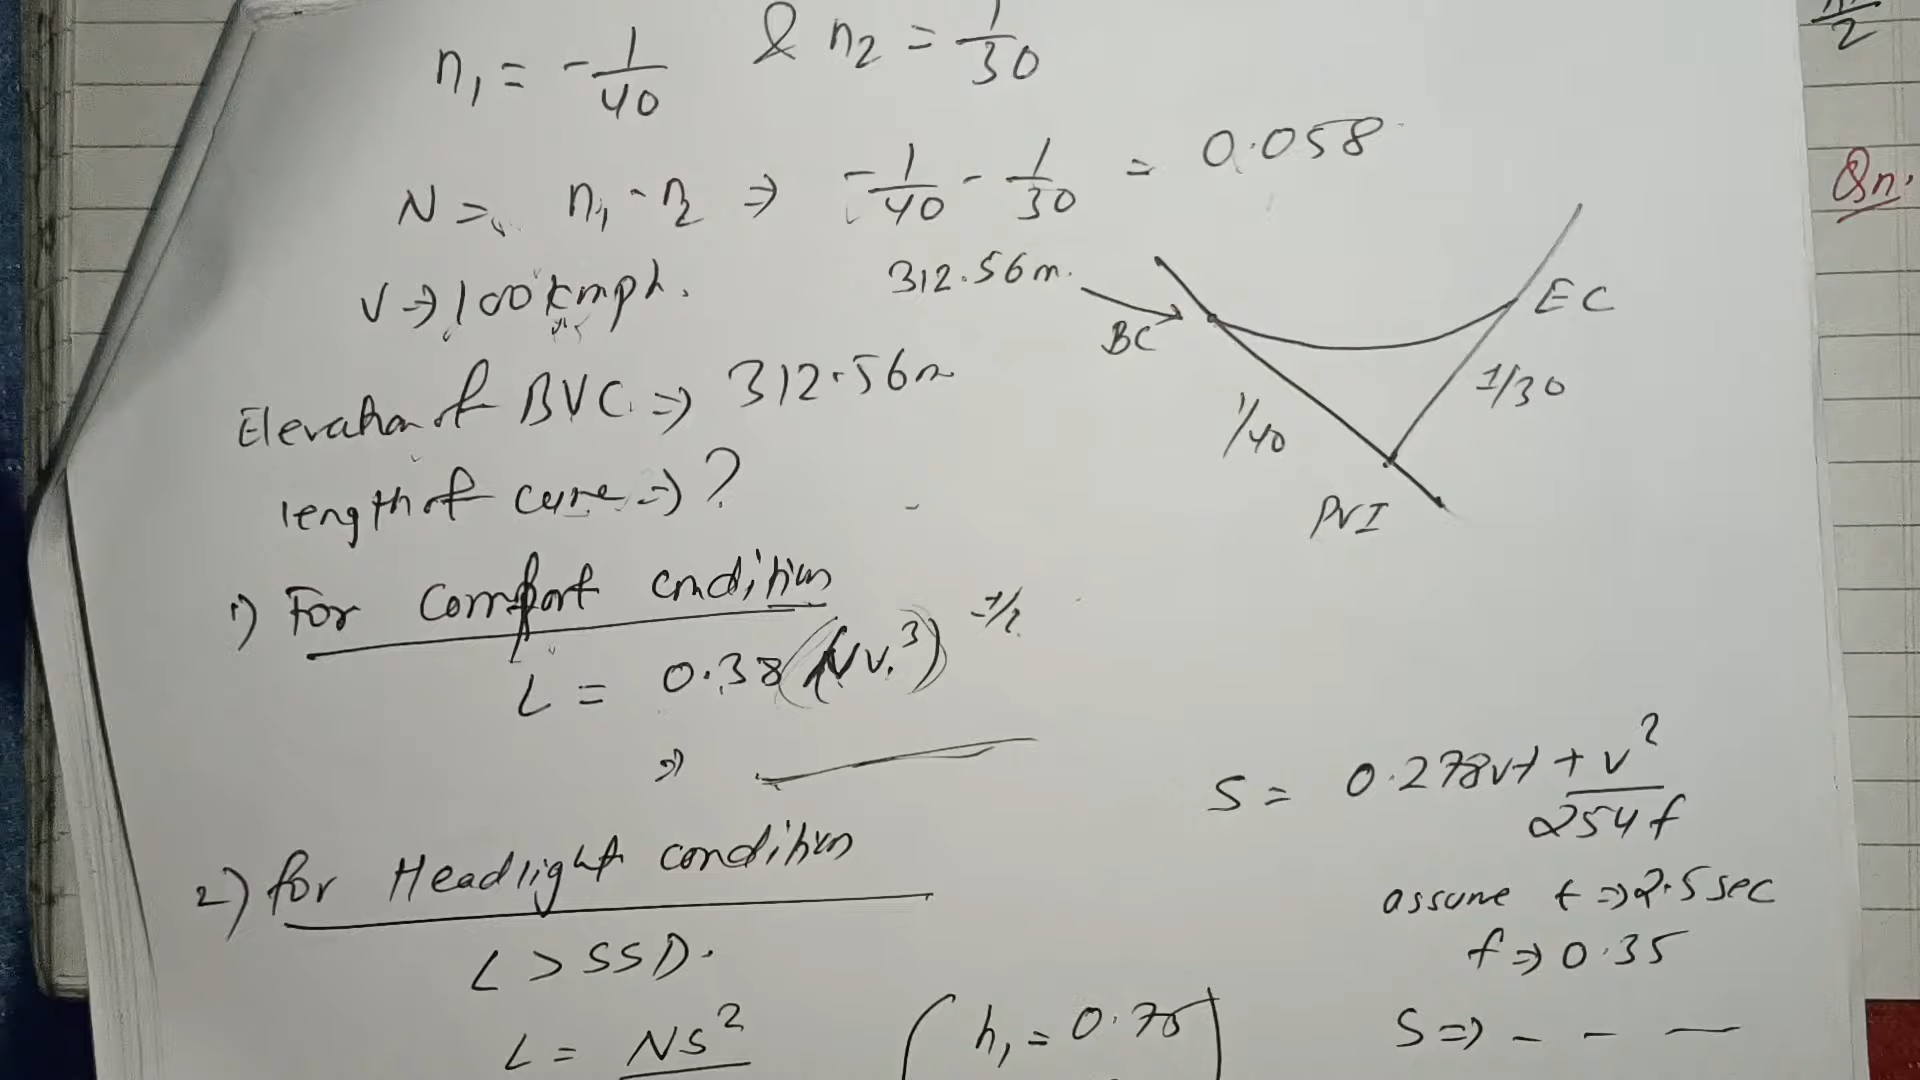 n₁ = -1/40 & n₂ = 1/30
N = n₁ - n₂ ⇒ -1/40 - 1/30 = 0.058
V ⇒ 100 kmph.
312.56m.
BC
EC
1/40
1/30
PVI
Elevation of BVC ⇒ 312.56m
length of curve ⇒ ?
1) For Comfort condition
L = 0.38 (NV³)
⇒
2) for Headlight condition
L > SSD.
L = NS²
(h₁ = 0.75)
S = 0.278vt + v²/254f
assume t ⇒ 2.5 sec
f ⇒ 0.35
S ⇒ - - -
Qn.
2